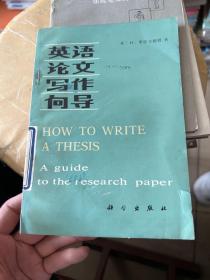 英语
论文
写作
向导
HOW TO WRITE
A THESIS
A guide
to the research paper
科学出版社